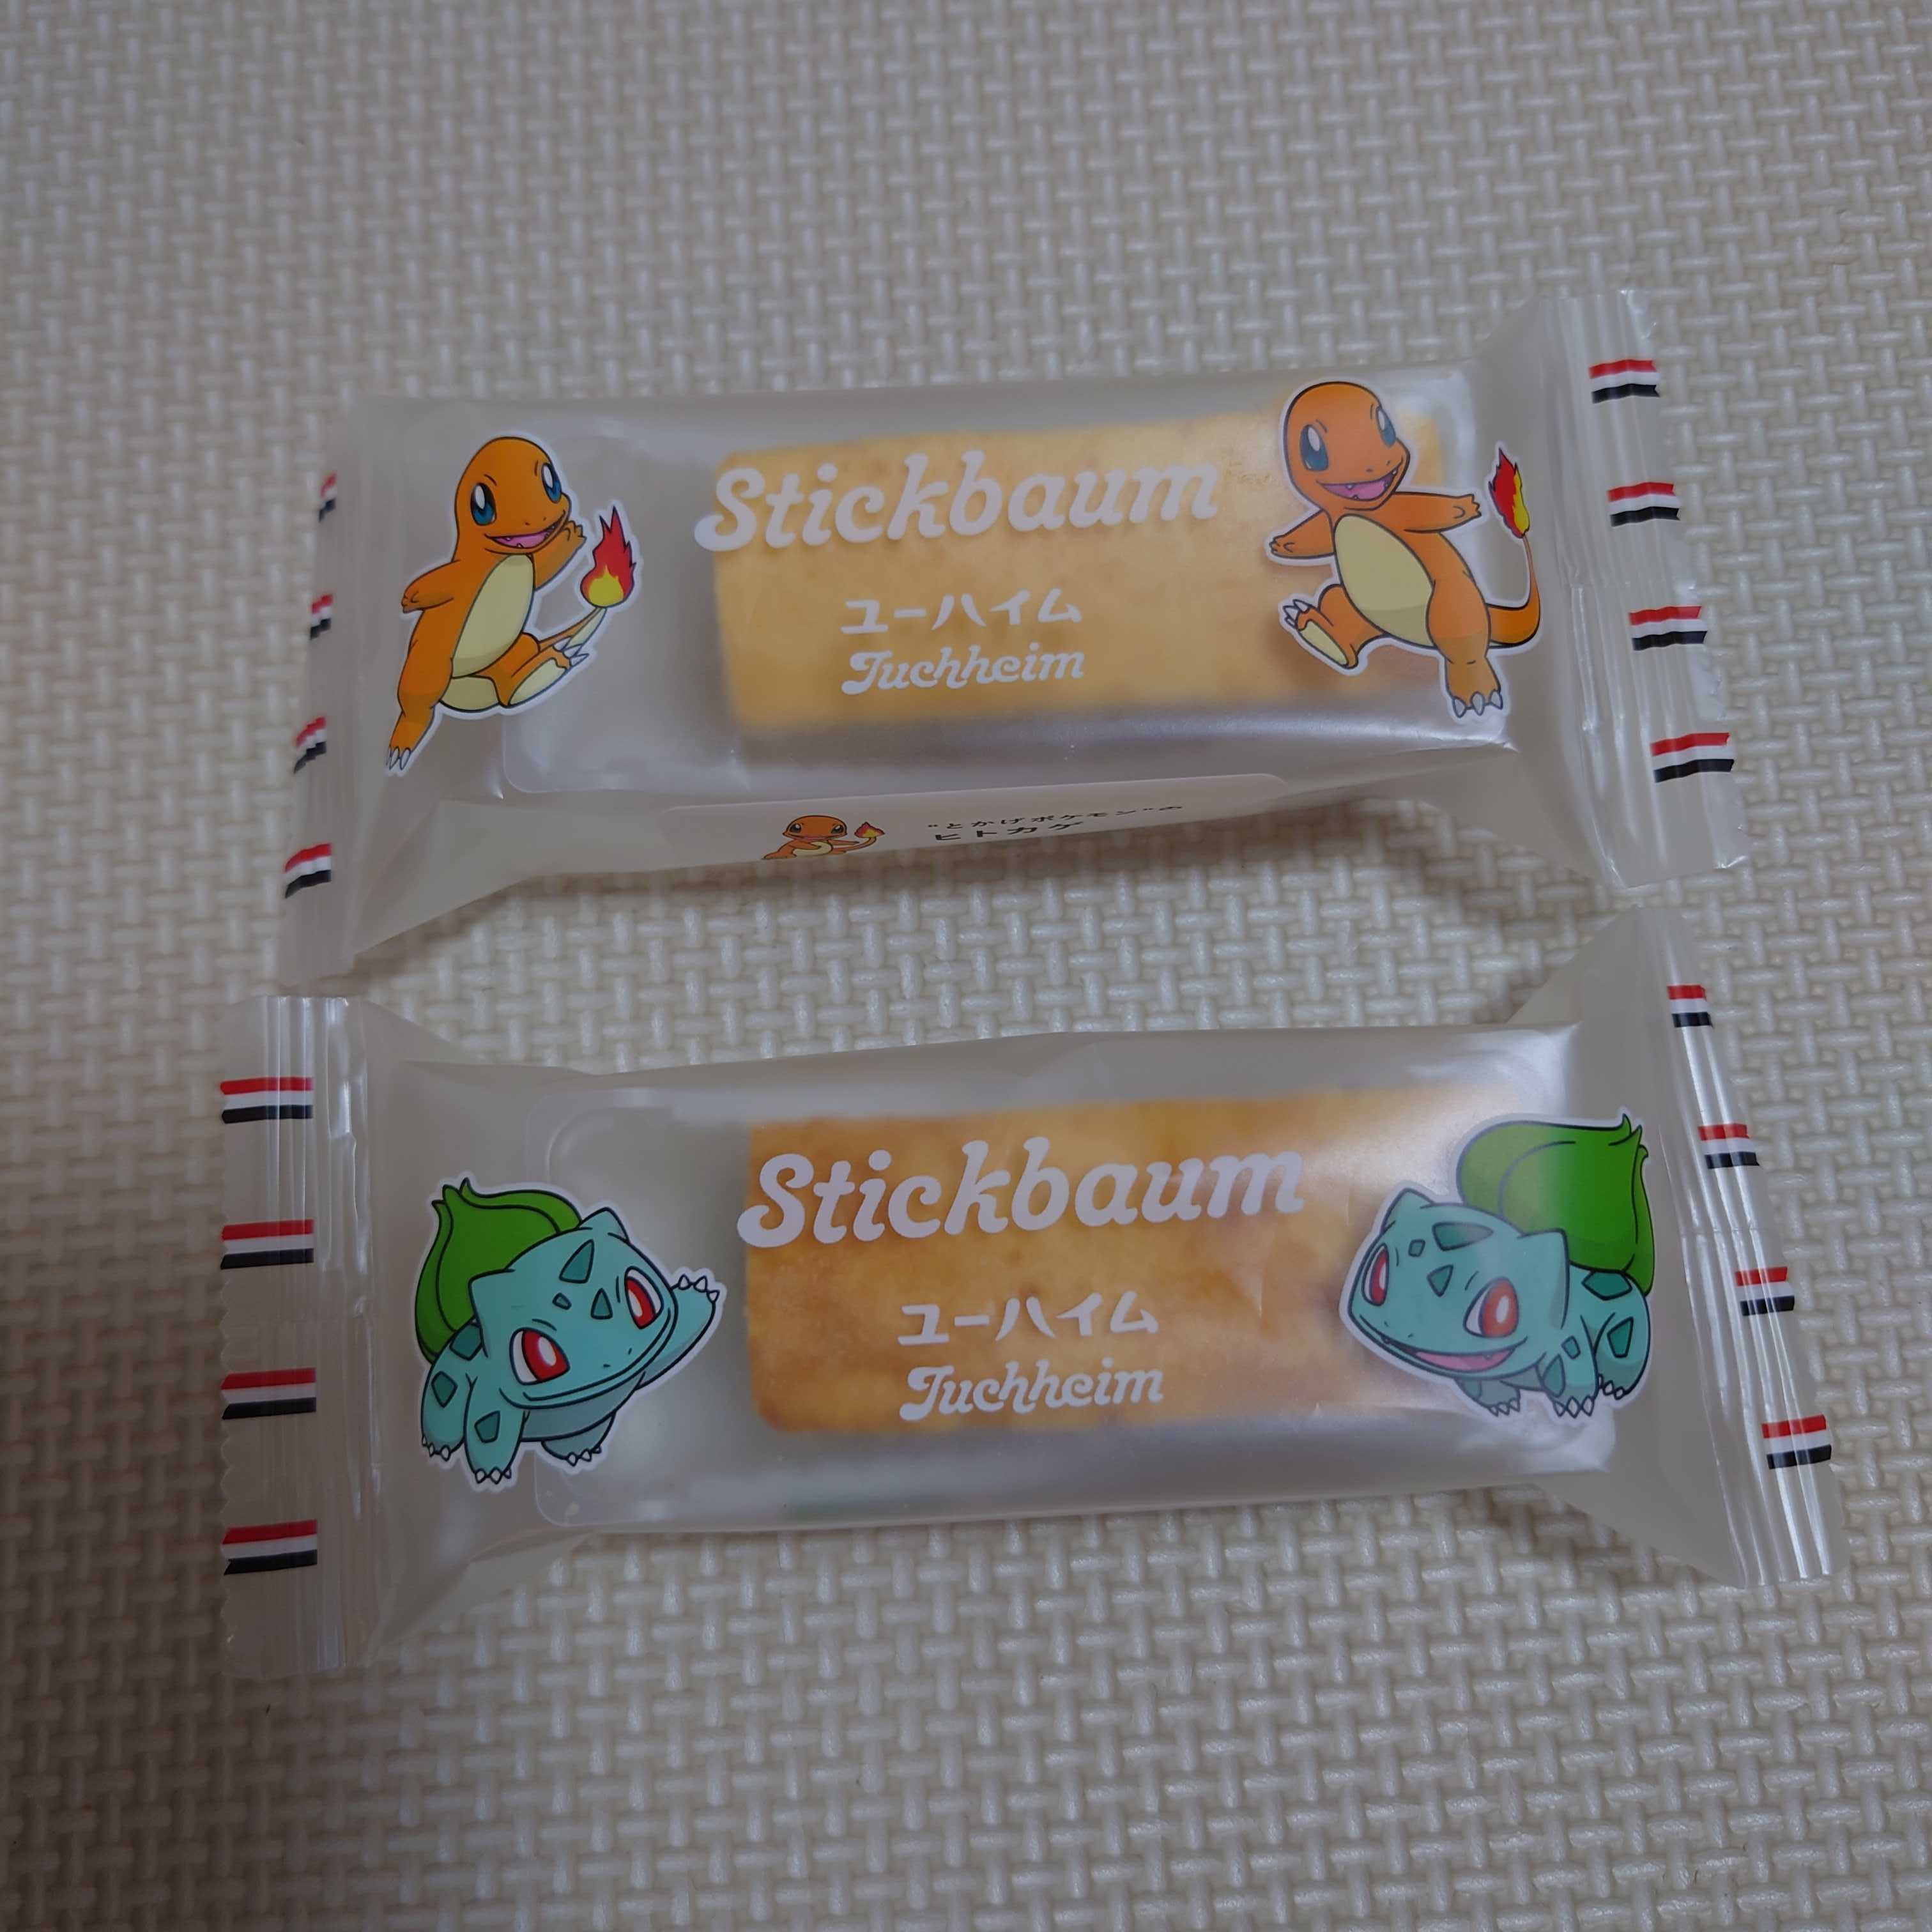 Stickbaum
ユーハイム
Juchheim
"とかげポケモン"の
ヒトカゲ
Stickbaum
ユーハイム
Juchheim